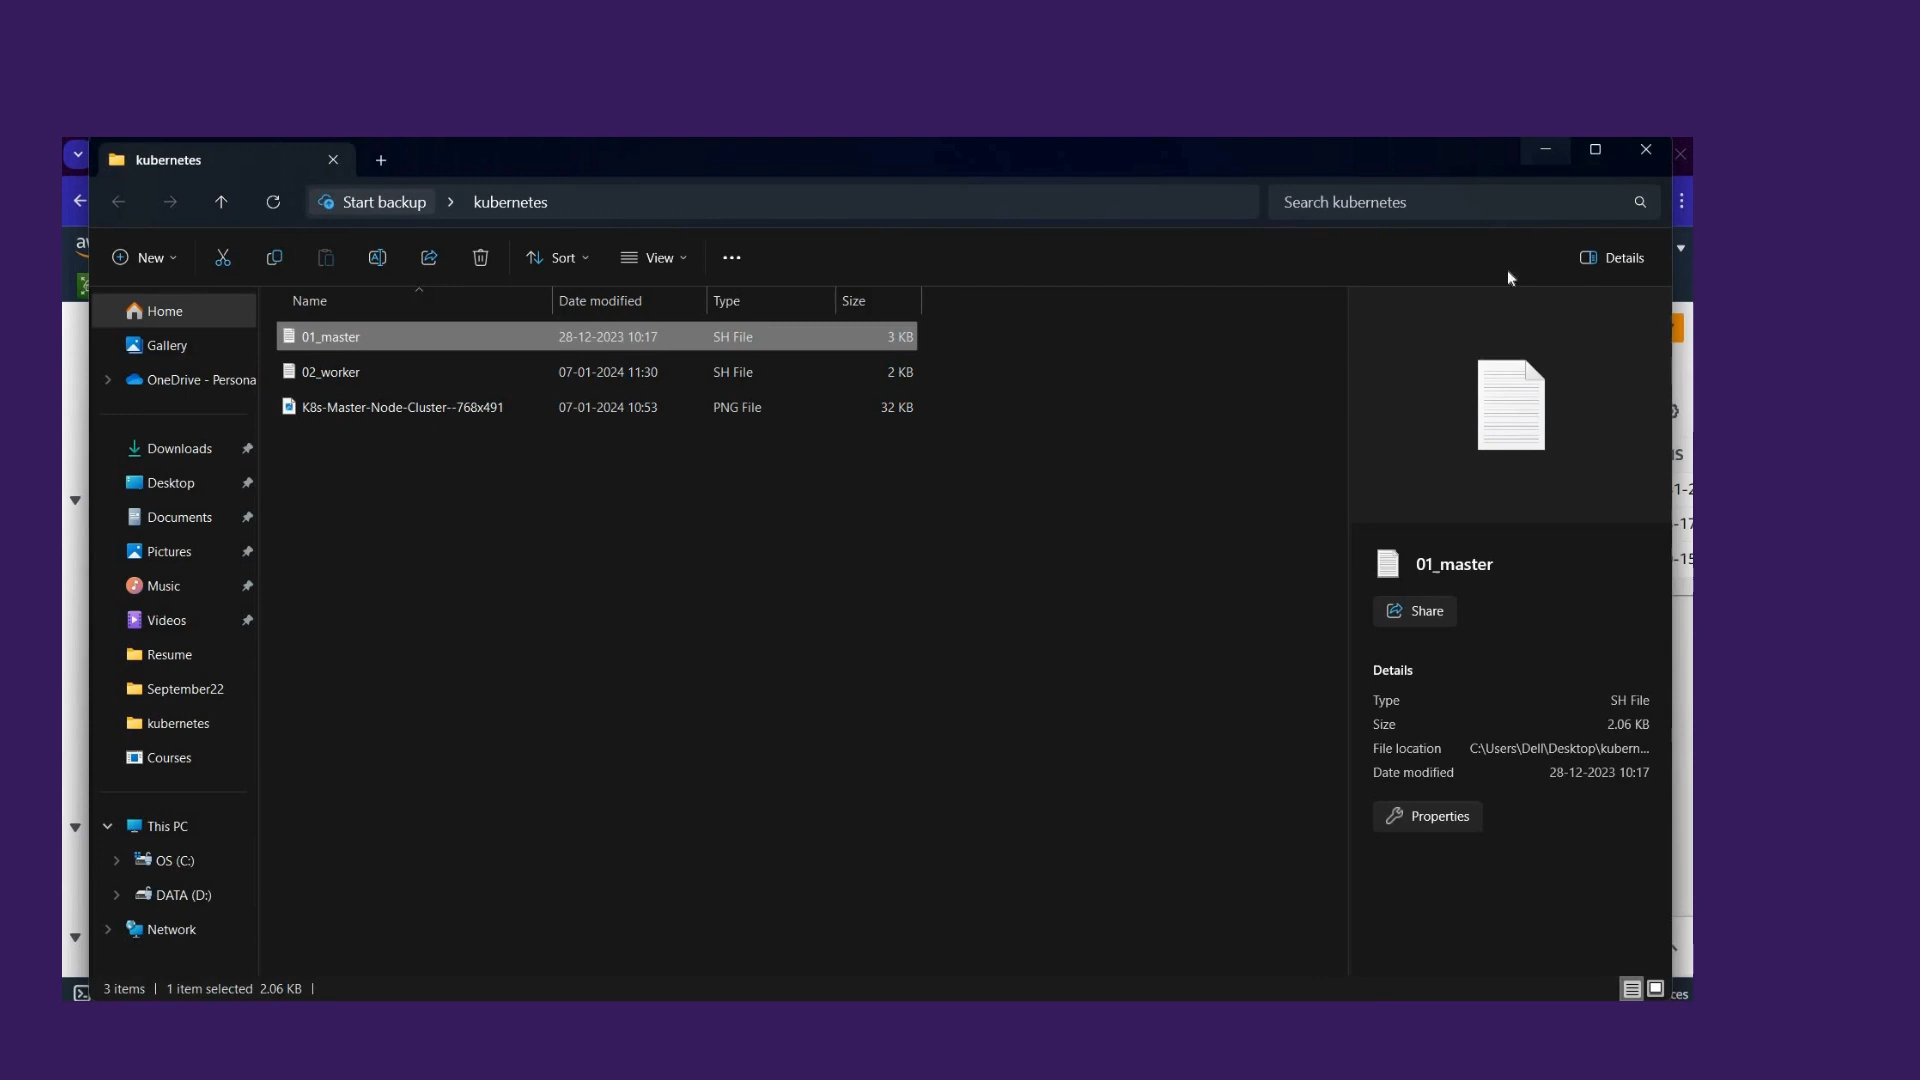 kubernetes
Start backup > kubernetes
Search kubernetes
New
Sort
View
Details
Name Date modified Type Size
01_master 28-12-2023 10:17 SH File 3 KB
02_worker 07-01-2024 11:30 SH File 2 KB
K8s-Master-Node-Cluster--768x491 07-01-2024 10:53 PNG File 32 KB
Home
Gallery
OneDrive - Persona
Downloads
Desktop
Documents
Pictures
Music
Videos
Resume
September22
kubernetes
Courses
This PC
OS (C:)
DATA (D:)
Network
01_master
Share
Details
Type SH File
Size 2.06 KB
File location C:\Users\Dell\Desktop\kubern...
Date modified 28-12-2023 10:17
Properties
3 items | 1 item selected 2.06 KB |